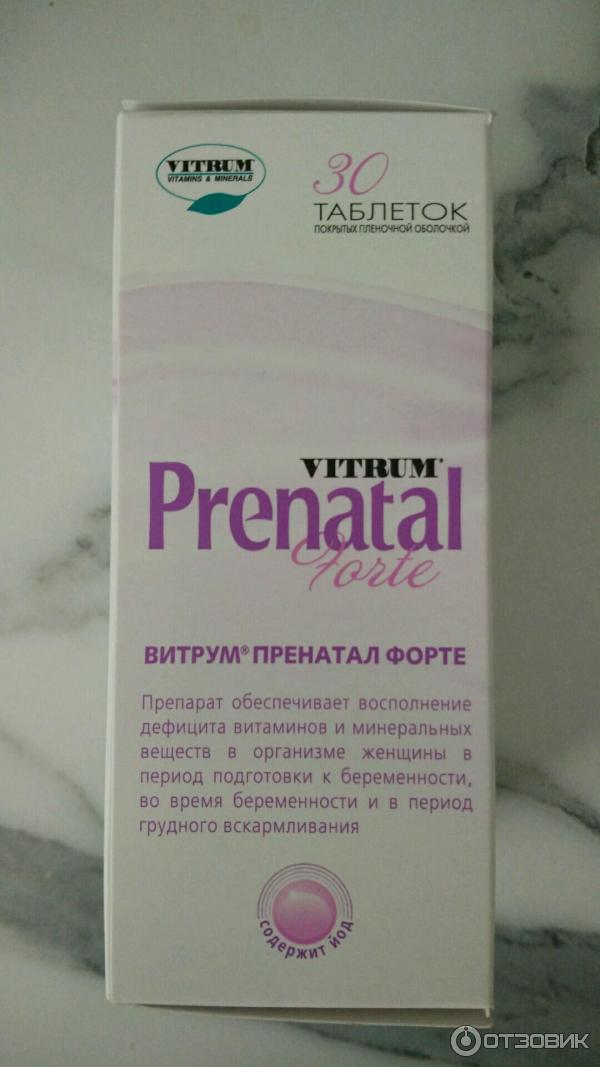 VITRUM
VITAMINS & MINERALS
30
ТАБЛЕТОК
ПОКРЫТЫХ ПЛЕНОЧНОЙ ОБОЛОЧКОЙ
VITRUM®
Prenatal
Forte
ВИТРУМ® ПРЕНАТАЛ ФОРТЕ
Препарат обеспечивает восполнение
дефицита витаминов и минеральных
веществ в организме женщины в
период подготовки к беременности,
во время беременности и в период
грудного вскармливания
содержит йод
ОТЗОВИК